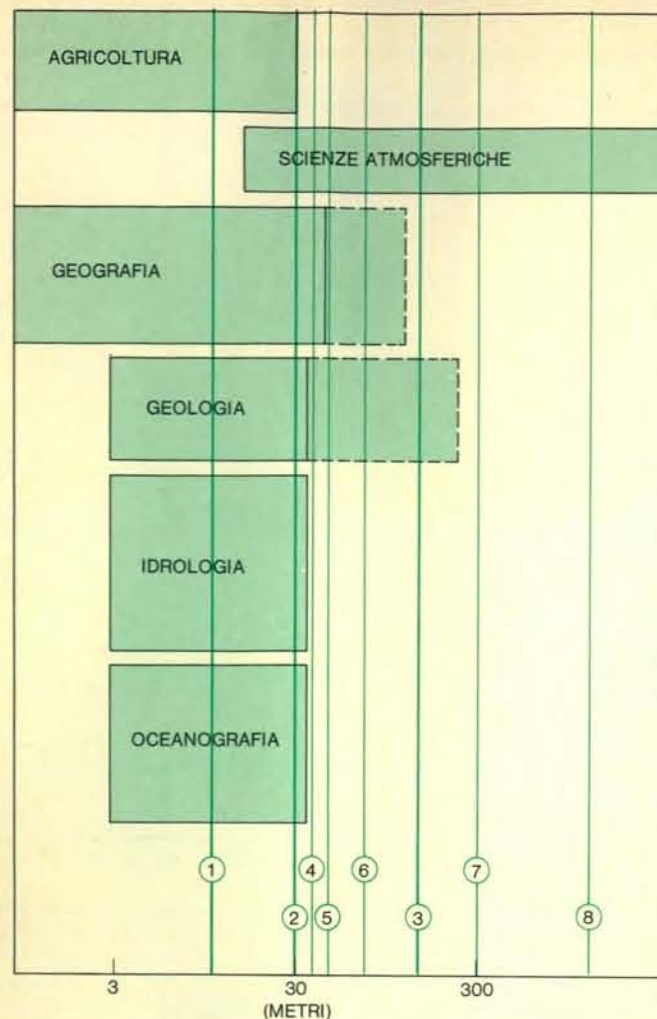 AGRICOLTURA
SCIENZE ATMOSFERICHE
GEOGRAFIA
GEOLOGIA
IDROLOGIA
OCEANOGRAFIA
1 4 6 7
2 5 3 8
3 30 300
(METRI)